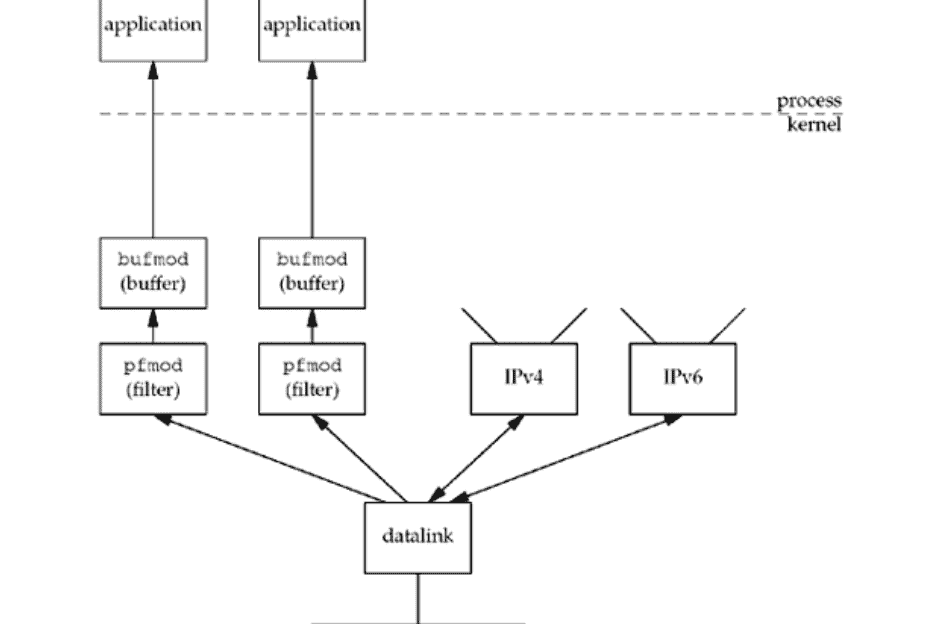 application
application
process
kernel
bufmod
(buffer)
bufmod
(buffer)
pfmod
(filter)
pfmod
(filter)
IPv4
IPv6
datalink